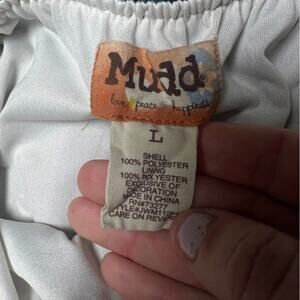 Mudd
love peace happiness
L
SHELL
100% POLYESTER
LINING
100% POLYESTER
EXCLUSIVE OF
DECORATION
MADE IN CHINA
RN#73277
CARE ON REVERSE